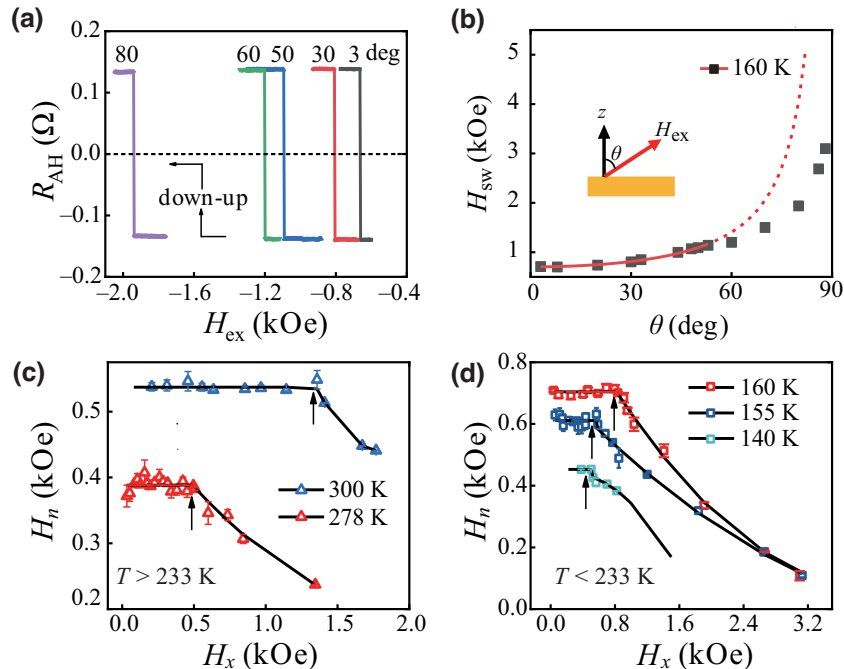 (a)
80
60 50
30
3 deg
down-up
0.2
0.1
0.0
−0.1
−0.2
R_AH (Ω)
−2.0
−1.6
−1.2
−0.8
−0.4
H_ex (kOe)
(b)
160 K
z
H_ex
θ
5
4
3
2
1
H_sw (kOe)
0
30
60
90
θ (deg)
(c)
300 K
278 K
T > 233 K
0.5
0.4
0.3
0.2
H_n (kOe)
0.0
0.5
1.0
1.5
2.0
H_x (kOe)
(d)
160 K
155 K
140 K
T < 233 K
0.8
0.6
0.4
0.2
0.0
H_n (kOe)
0.0
0.8
1.6
2.4
3.2
H_x (kOe)